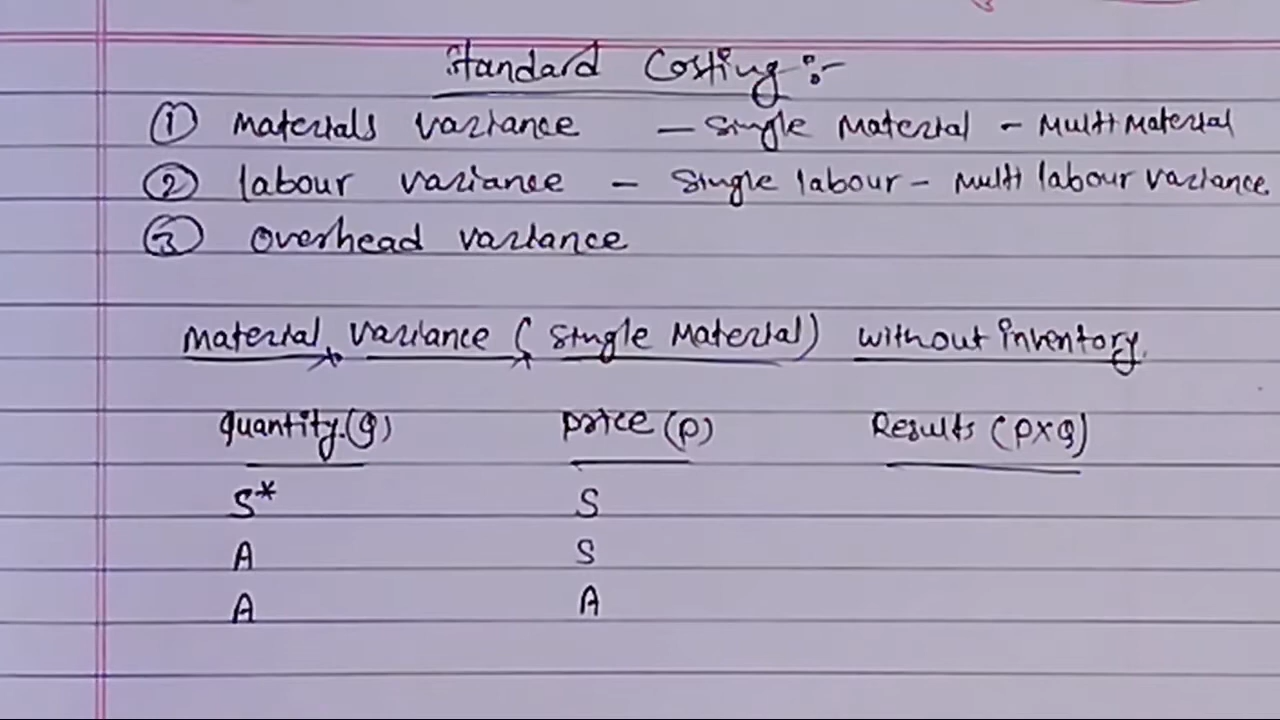 Standard Costing :-
① Materials variance - Single Material - Multi Material
② labour variance - Single labour - Multi labour variance
③ overhead variance
Material variance (Single Material) without inventory.
quantity.(q) price (p) Results (p×q)
S* S
A S
A A